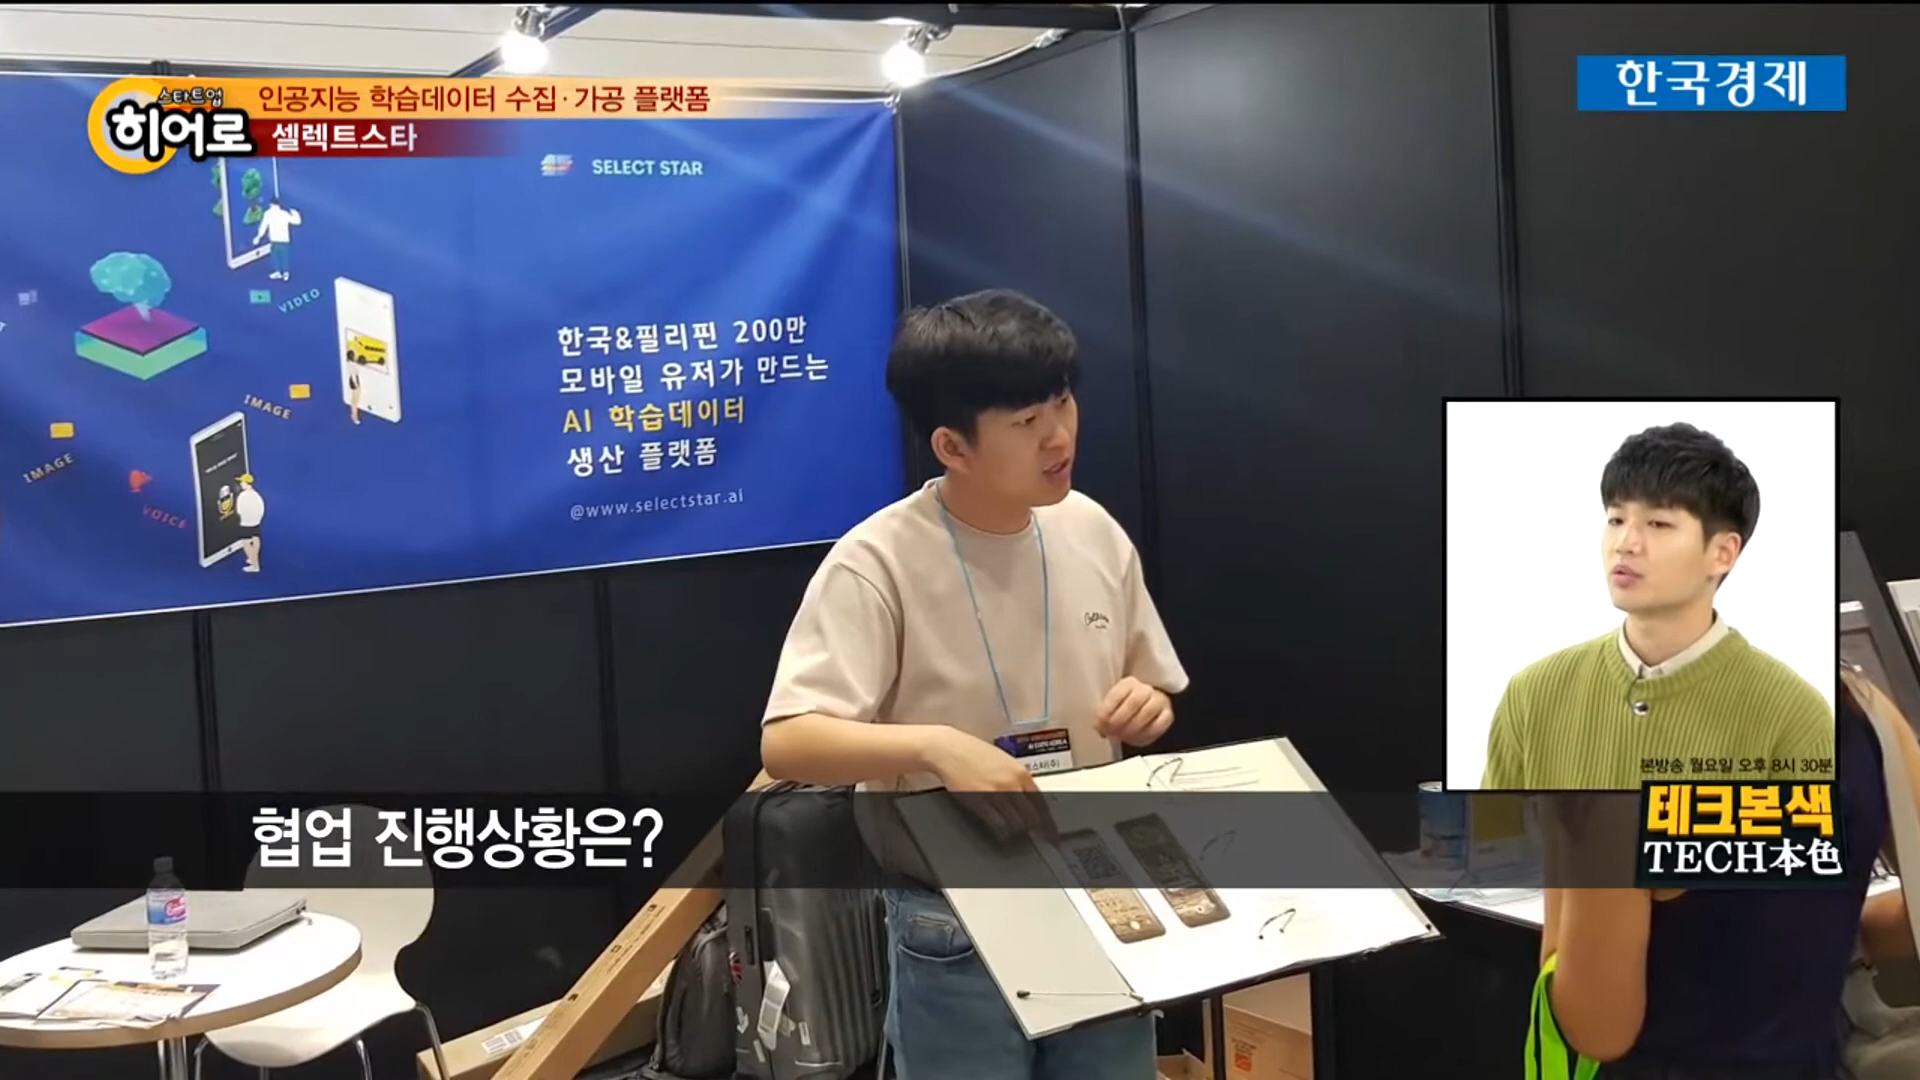 스타트업
히어로
인공지능 학습데이터 수집·가공 플랫폼
셀렉트스타
한국경제
SELECT STAR
VIDEO
IMAGE
IMAGE
VOICE
한국&필리핀 200만
모바일 유저가 만드는
AI 학습데이터
생산 플랫폼
@www.selectstar.ai
협업 진행상황은?
본방송 월요일 오후 8시 30분
테크본색
TECH本色